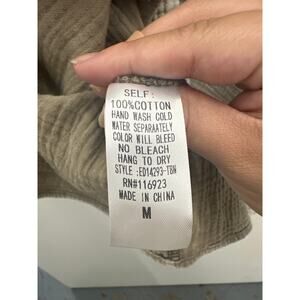 SELF:
100%COTTON
HAND WASH COLD
WATER SEPARAATELY
COLOR WILL BLEED
NO BLEACH
HANG TO DRY
STYLE:ED14293-TBN
RN#116923
MADE IN CHINA
M